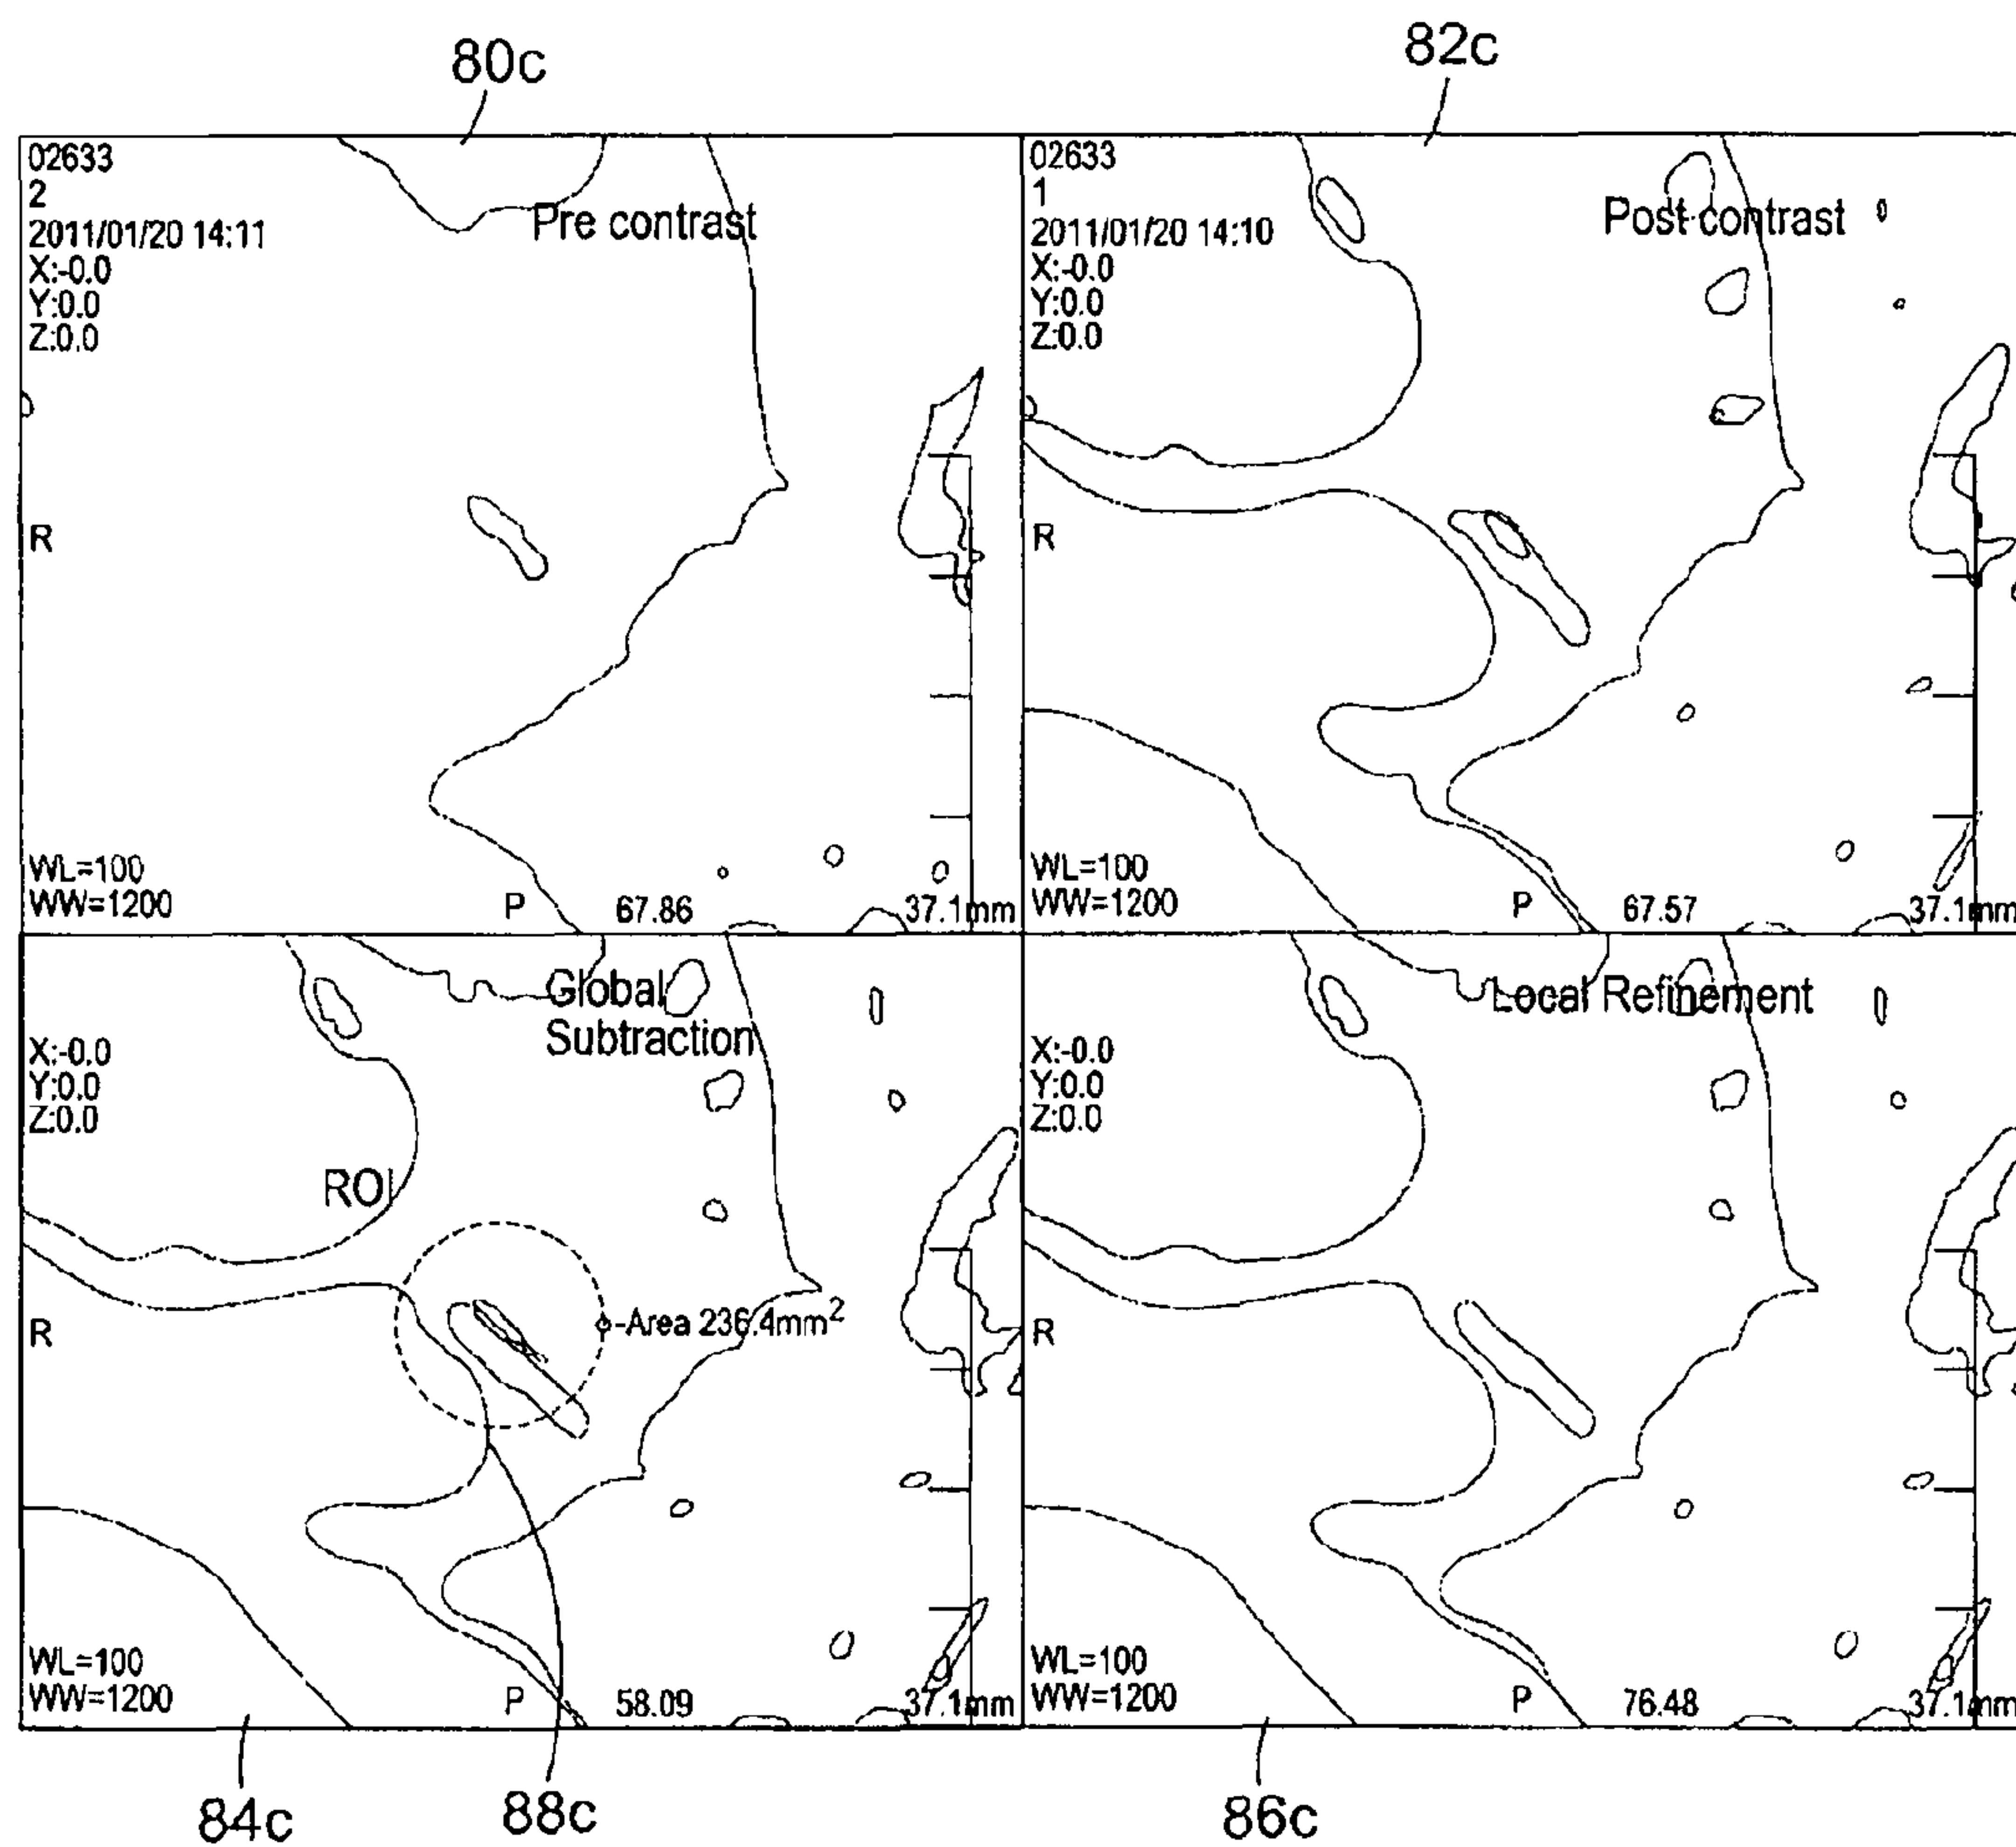 80c
82c
02633
2
2011/01/20 14:11
X:-0.0
Y:0.0
Z:0.0
Pre contrast
R
WL=100
WW=1200
P
67.86
37.1mm
02633
1
2011/01/20 14:10
X:-0.0
Y:0.0
Z:0.0
Post contrast
R
WL=100
WW=1200
P
67.57
37.1mm
Global
Subtraction
X:-0.0
Y:0.0
Z:0.0
ROI
R
Area 236.4mm²
WL=100
WW=1200
P
58.09
37.1mm
Local Refinement
X:-0.0
Y:0.0
Z:0.0
R
WL=100
WW=1200
P
76.48
37.1mm
84c
88c
86c